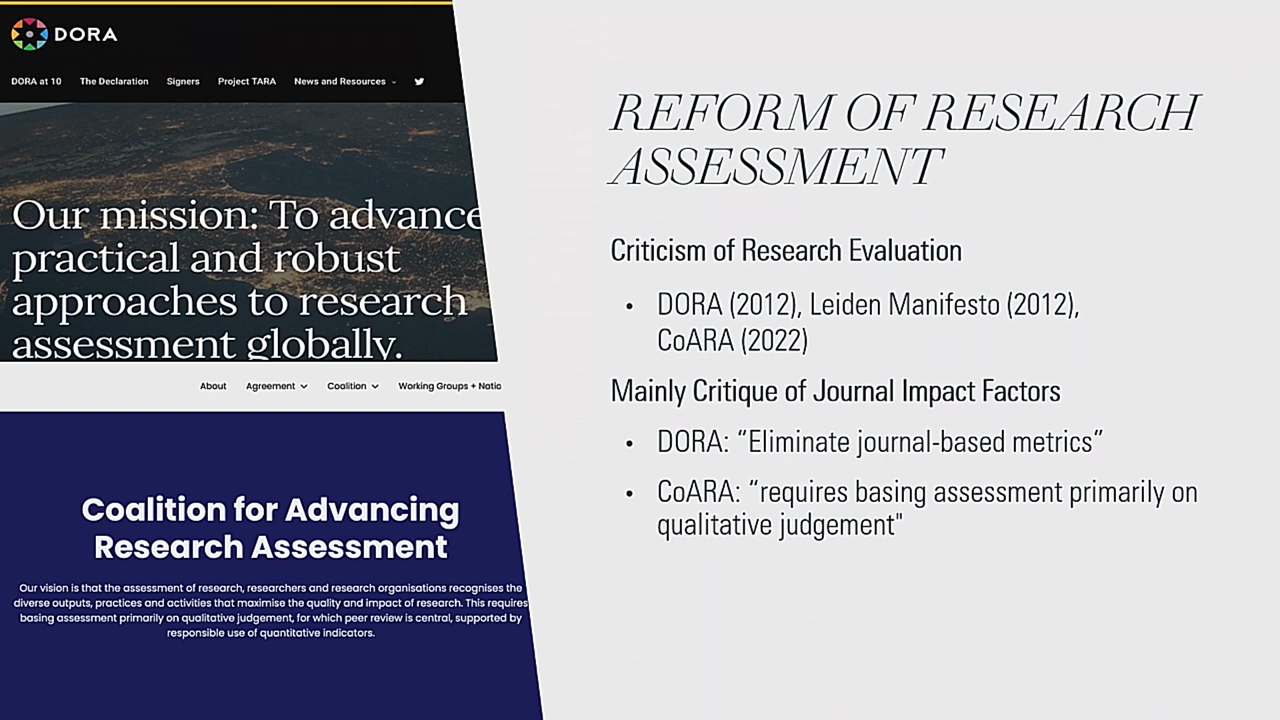 DORA
DORA at 10 The Declaration Signers Project TARA News and Resources
Our mission: To advance
practical and robust
approaches to research
assessment globally.
About Agreement Coalition Working Groups + Natio
Coalition for Advancing
Research Assessment
Our vision is that the assessment of research, researchers and research organisations recognises the
diverse outputs, practices and activities that maximise the quality and impact of research. This requires
basing assessment primarily on qualitative judgement, for which peer review is central, supported by
responsible use of quantitative indicators.
REFORM OF RESEARCH
ASSESSMENT
Criticism of Research Evaluation
• DORA (2012), Leiden Manifesto (2012),
CoARA (2022)
Mainly Critique of Journal Impact Factors
• DORA: “Eliminate journal-based metrics”
• CoARA: “requires basing assessment primarily on
qualitative judgement"